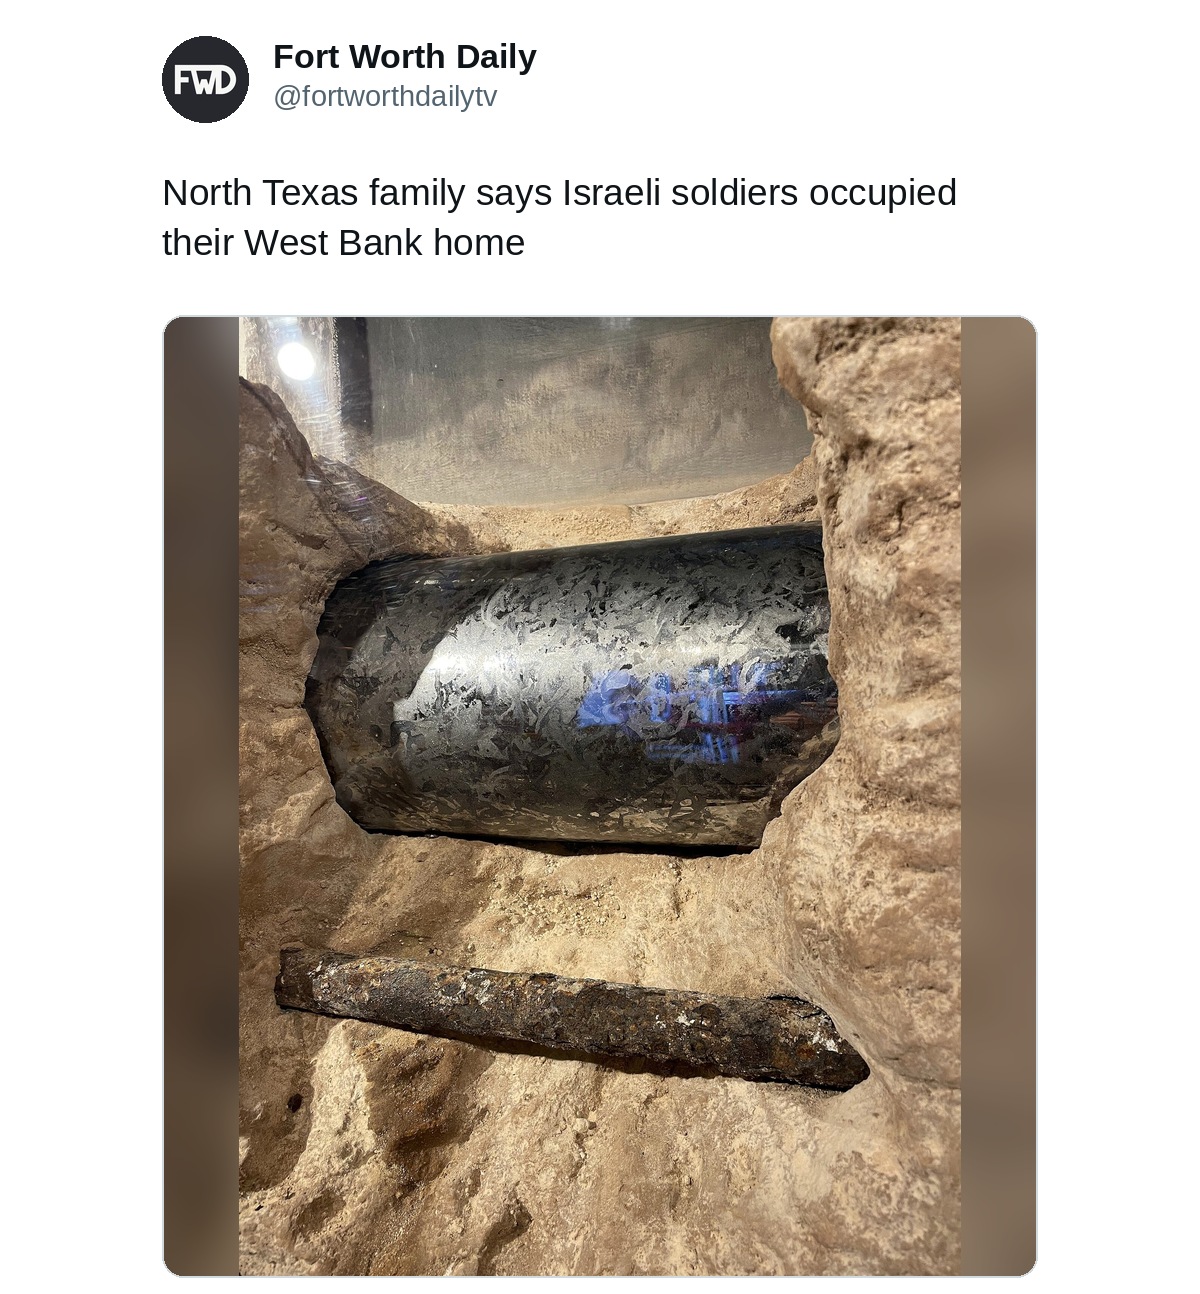 FWD
Fort Worth Daily
@fortworthdailytv
North Texas family says Israeli soldiers occupied
their West Bank home